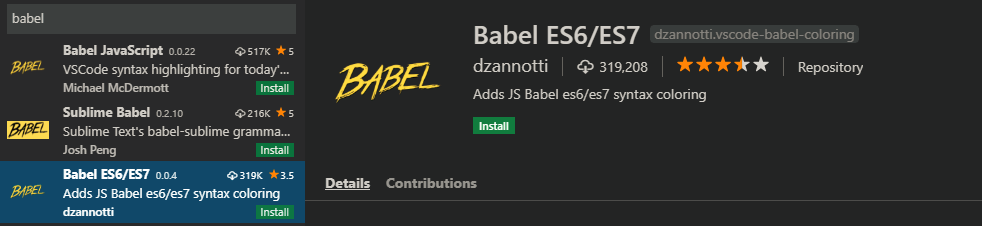 babel
BABEL
Babel JavaScript 0.0.22 517K 5
VSCode syntax highlighting for today'...
Michael McDermott Install
BABEL
Sublime Babel 0.2.10 216K 5
Sublime Text's babel-sublime gramma...
Josh Peng Install
BABEL
Babel ES6/ES7 0.0.4 319K 3.5
Adds JS Babel es6/es7 syntax coloring
dzannotti Install
BABEL
Babel ES6/ES7 dzannotti.vscode-babel-coloring
dzannotti 319,208 Repository
Adds JS Babel es6/es7 syntax coloring
Install
Details Contributions